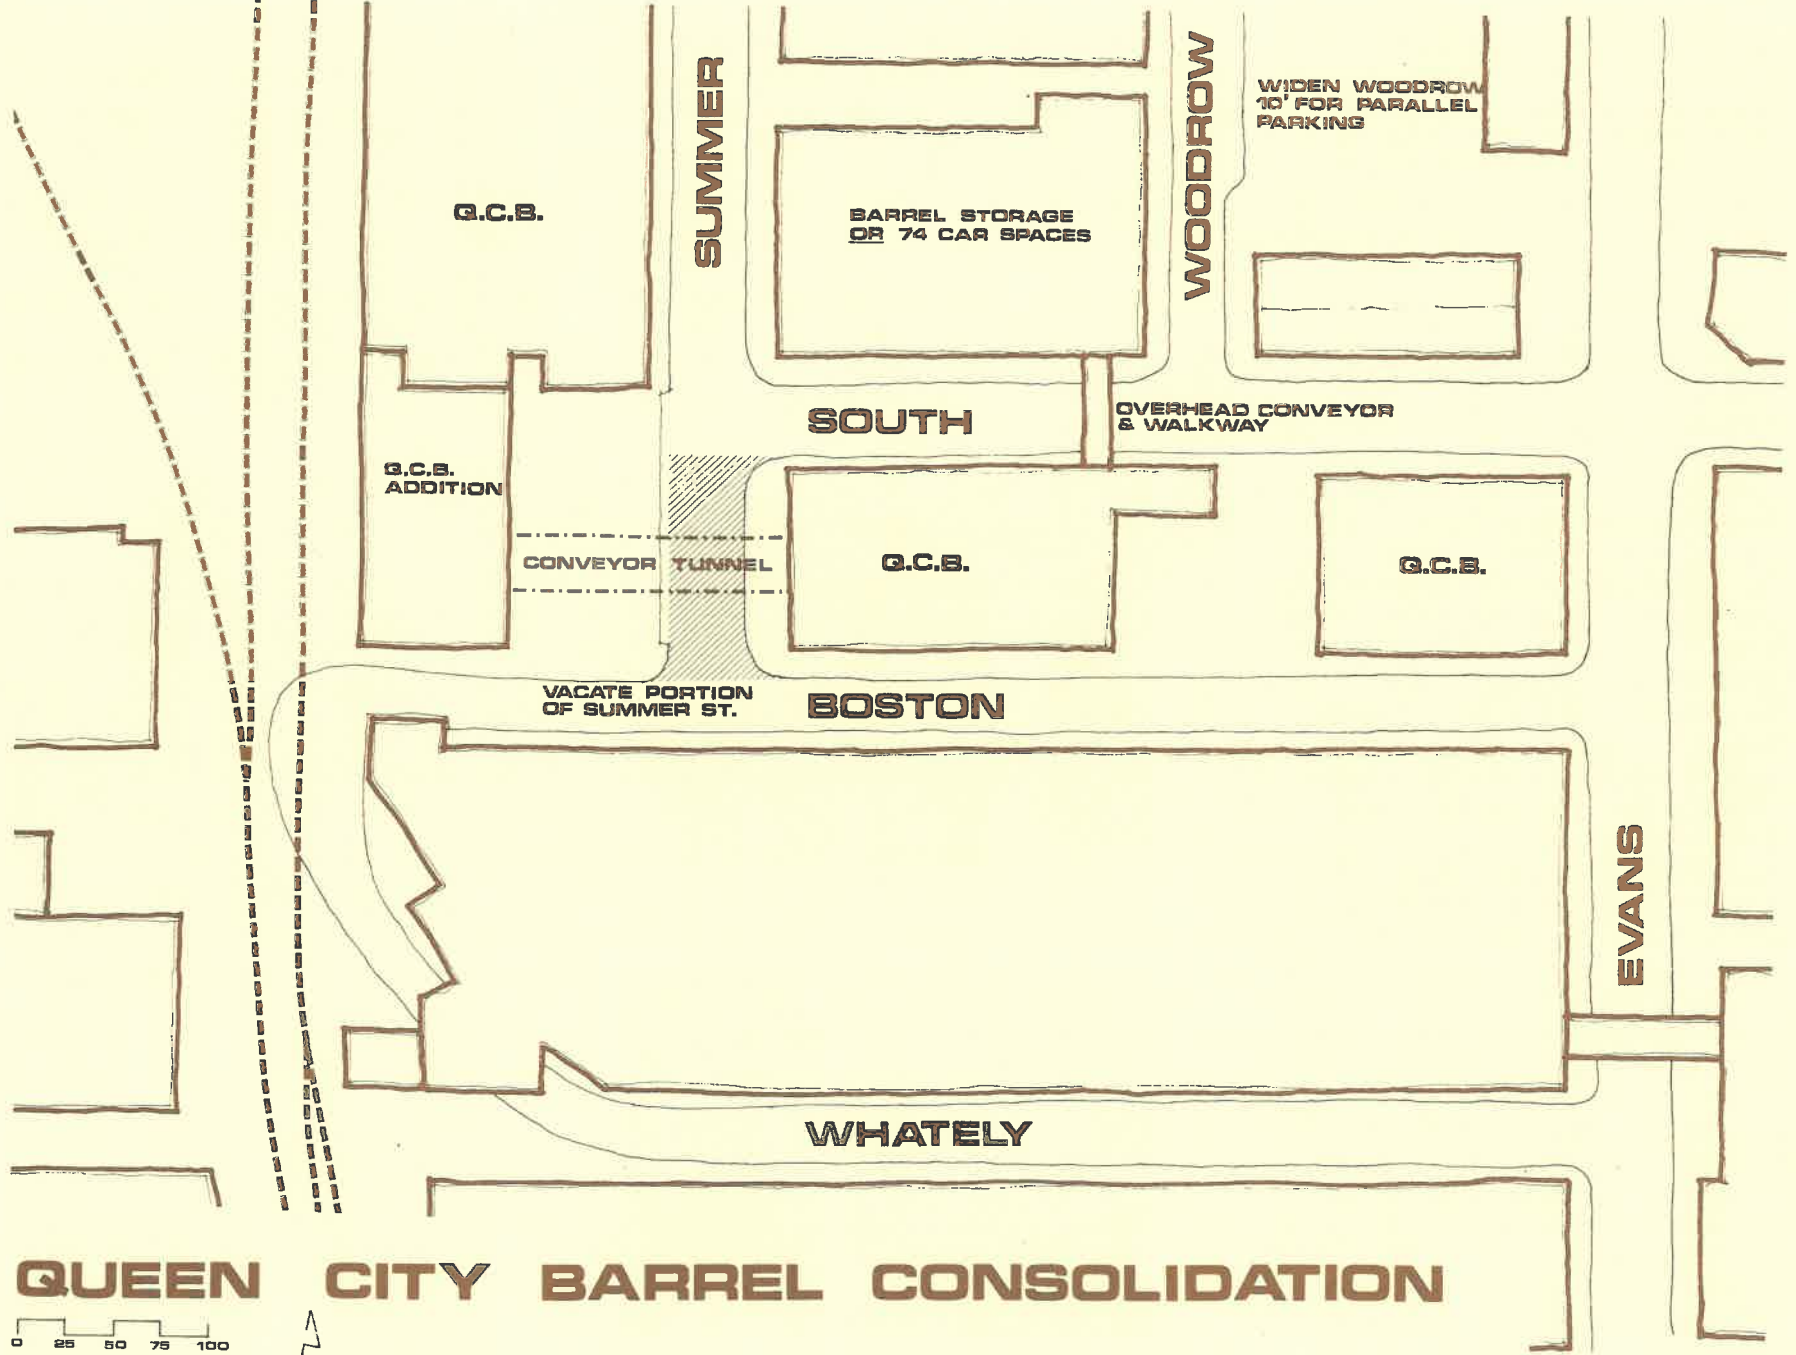 SUMMER
WOODROW
WIDEN WOODROW
10' FOR PARALLEL
PARKING
Q.C.B.
BARREL STORAGE
OR 74 CAR SPACES
SOUTH
OVERHEAD CONVEYOR
& WALKWAY
Q.C.B.
ADDITION
CONVEYOR TUNNEL
Q.C.B.
Q.C.B.
VACATE PORTION
OF SUMMER ST.
BOSTON
EVANS
WHATELY
QUEEN CITY BARREL CONSOLIDATION
0 25 50 75 100